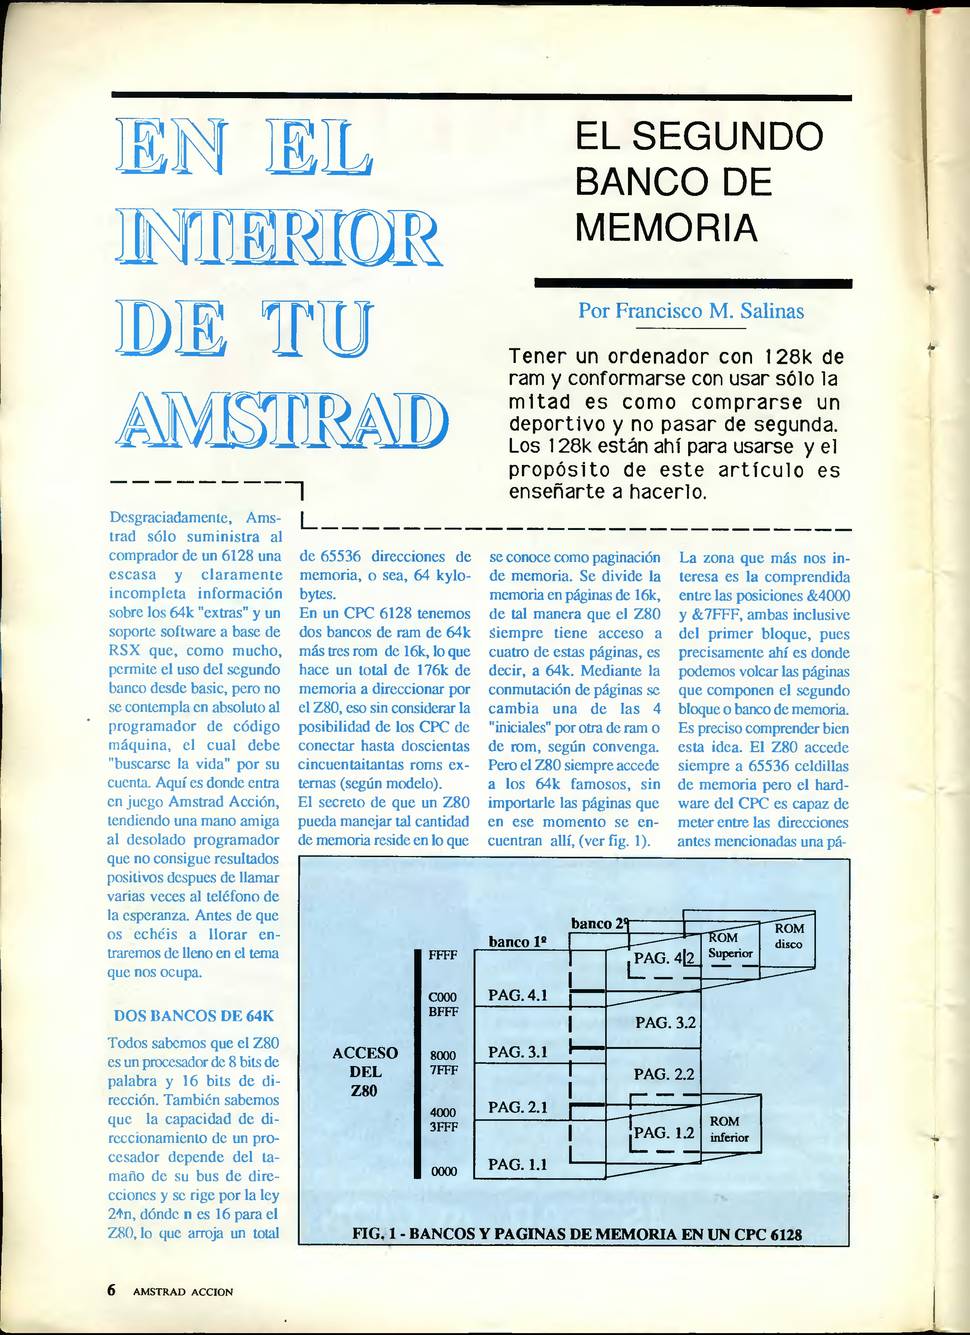 EN EL
INTERIOR
DE TU
AMSTRAD
EL SEGUNDO
BANCO DE
MEMORIA
Por Francisco M. Salinas
Tener un ordenador con 128k de
ram y conformarse con usar sólo la
mitad es como comprarse un
deportivo y no pasar de segunda.
Los 128k están ahí para usarse y el
propósito de este artículo es
enseñarte a hacerlo.
Desgraciadamente, Ams-
trad sólo suministra al
comprador de un 6128 una
escasa y claramente
incompleta información
sobre los 64k "extras" y un
soporte software a base de
RSX que, como mucho,
permite el uso del segundo
banco desde basic, pero no
se contempla en absoluto al
programador de código
máquina, el cual debe
"buscarse la vida" por su
cuenta. Aquí es donde entra
en juego Amstrad Acción,
tendiendo una mano amiga
al desolado programador
que no consigue resultados
positivos despues de llamar
varias veces al teléfono de
la esperanza. Antes de que
os echéis a llorar en-
traremos de lleno en el tema
que nos ocupa.
DOS BANCOS DE 64K
Todos sabemos que el Z80
es un procesador de 8 bits de
palabra y 16 bits de di-
rección. También sabemos
que la capacidad de di-
reccionamiento de un pro-
cesador depende del ta-
maño de su bus de dire-
cciones y se rige por la ley
2↑n, dónde n es 16 para el
Z80, lo que arroja un total
de 65536 direcciones de
memoria, o sea, 64 kylo-
bytes.
En un CPC 6128 tenemos
dos bancos de ram de 64k
más tres rom de 16k, lo que
hace un total de 176k de
memoria a direccionar por
el Z80, eso sin considerar la
posibilidad de los CPC de
conectar hasta doscientas
cincuentaitantas roms ex-
ternas (según modelo).
El secreto de que un Z80
pueda manejar tal cantidad
de memoria reside en lo que
se conoce como paginación
de memoria. Se divide la
memoria en páginas de 16k,
de tal manera que el Z80
siempre tiene acceso a
cuatro de estas páginas, es
decir, a 64k. Mediante la
conmutación de páginas se
cambia una de las 4
"iniciales" por otra de ram o
de rom, según convenga.
Pero el Z80 siempre accede
a los 64k famosos, sin
importarle las páginas que
en ese momento se en-
cuentran allí, (ver fig. 1).
La zona que más nos in-
teresa es la comprendida
entre las posiciones &4000
y &7FFF, ambas inclusive
del primer bloque, pues
precisamente ahí es donde
podemos volcar las páginas
que componen el segundo
bloque o banco de memoria.
Es preciso comprender bien
esta idea. El Z80 accede
siempre a 65536 celdillas
de memoria pero el hard-
ware del CPC es capaz de
meter entre las direcciones
antes mencionadas una pá-
banco 1º
banco 2º
ROM
disco
ROM
Superior
PAG. 4.2
FFFF
C000
BFFF
PAG. 4.1
PAG. 3.2
ACCESO
DEL
Z80
8000
7FFF
PAG. 3.1
PAG. 2.2
4000
3FFF
PAG. 2.1
PAG. 1.2
ROM
inferior
0000
PAG. 1.1
FIG. 1 - BANCOS Y PAGINAS DE MEMORIA EN UN CPC 6128
6 AMSTRAD ACCION